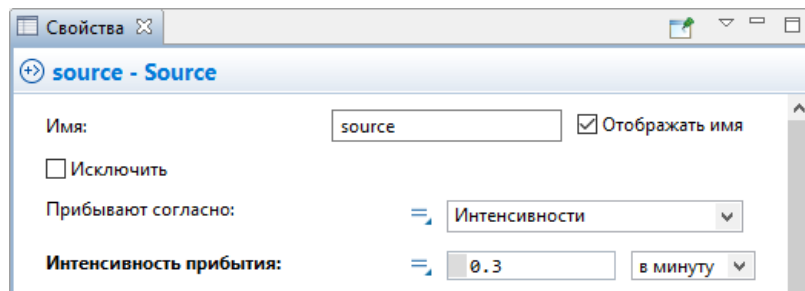 Свойства
source - Source
Имя: source Отображать имя
Исключить
Прибывают согласно: Интенсивности
Интенсивность прибытия: 0.3 в минуту